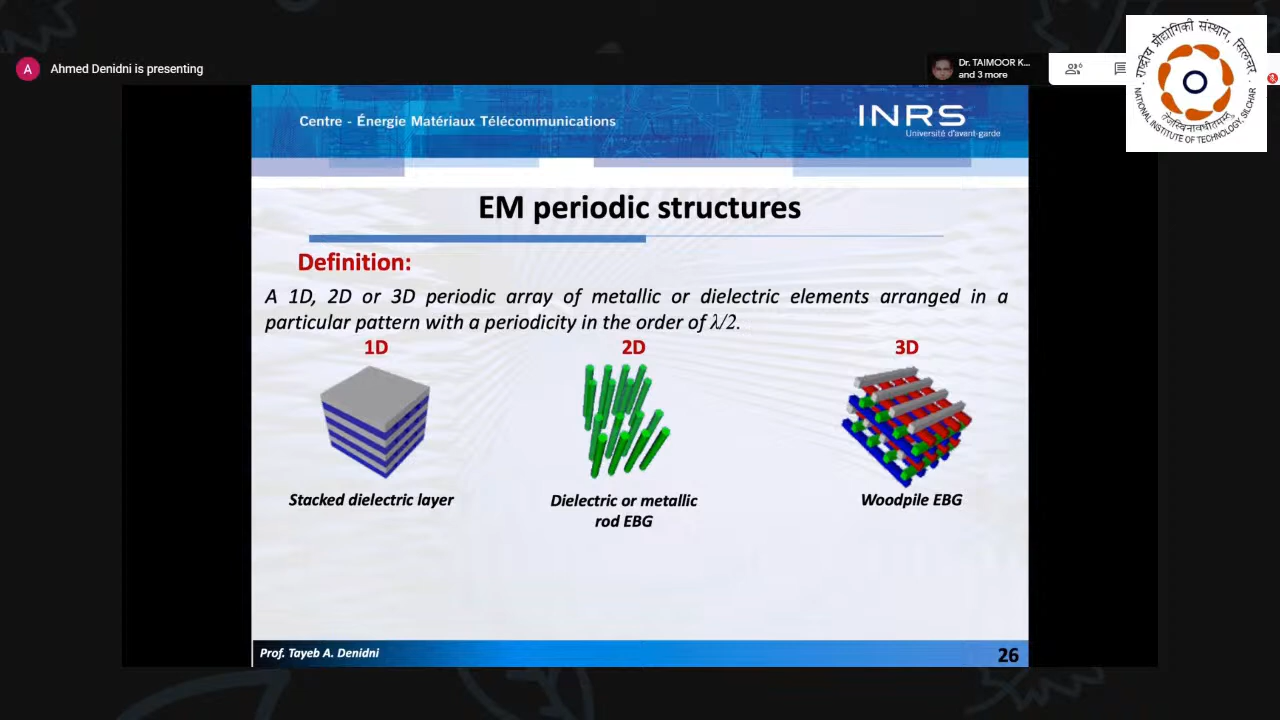 A
Ahmed Denidni is presenting
Dr. TAIMOOR K...
and 3 more
राष्ट्रीय प्रौद्योगिकी संस्थान, सिलचर
NATIONAL INSTITUTE OF TECHNOLOGY, SILCHAR
Centre - Énergie Matériaux Télécommunications
INRS
Université d'avant-garde
EM periodic structures
Definition:
A 1D, 2D or 3D periodic array of metallic or dielectric elements arranged in a
particular pattern with a periodicity in the order of λ/2.
1D
2D
3D
Stacked dielectric layer
Dielectric or metallic
rod EBG
Woodpile EBG
Prof. Tayeb A. Denidni
26